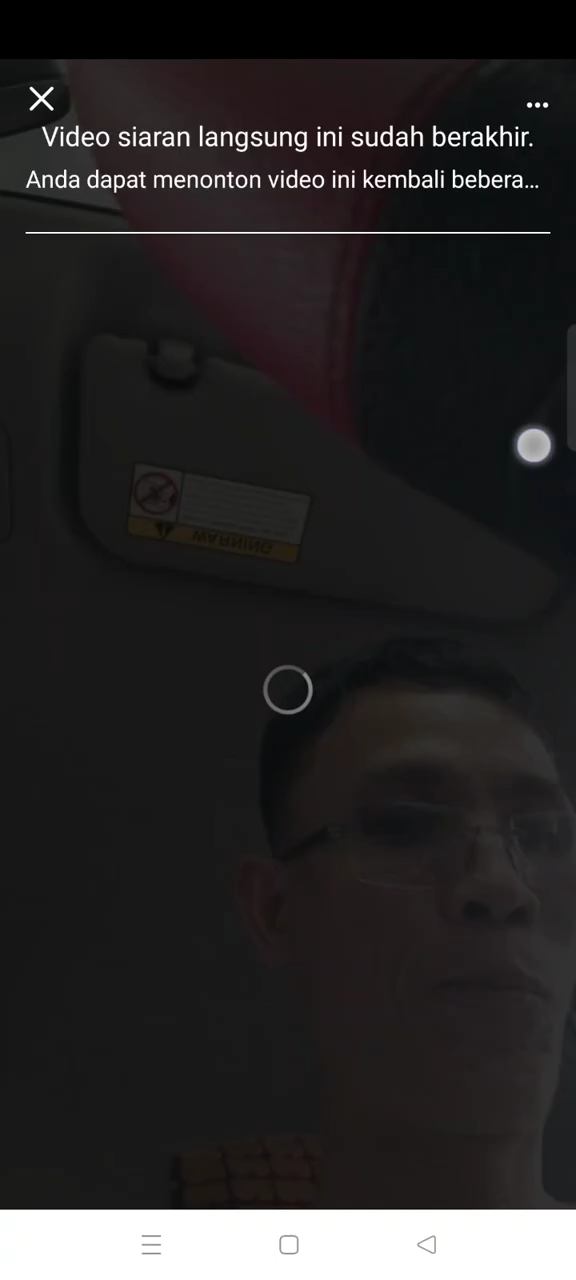 Video siaran langsung ini sudah berakhir.
Anda dapat menonton video ini kembali bebera...
WARNING